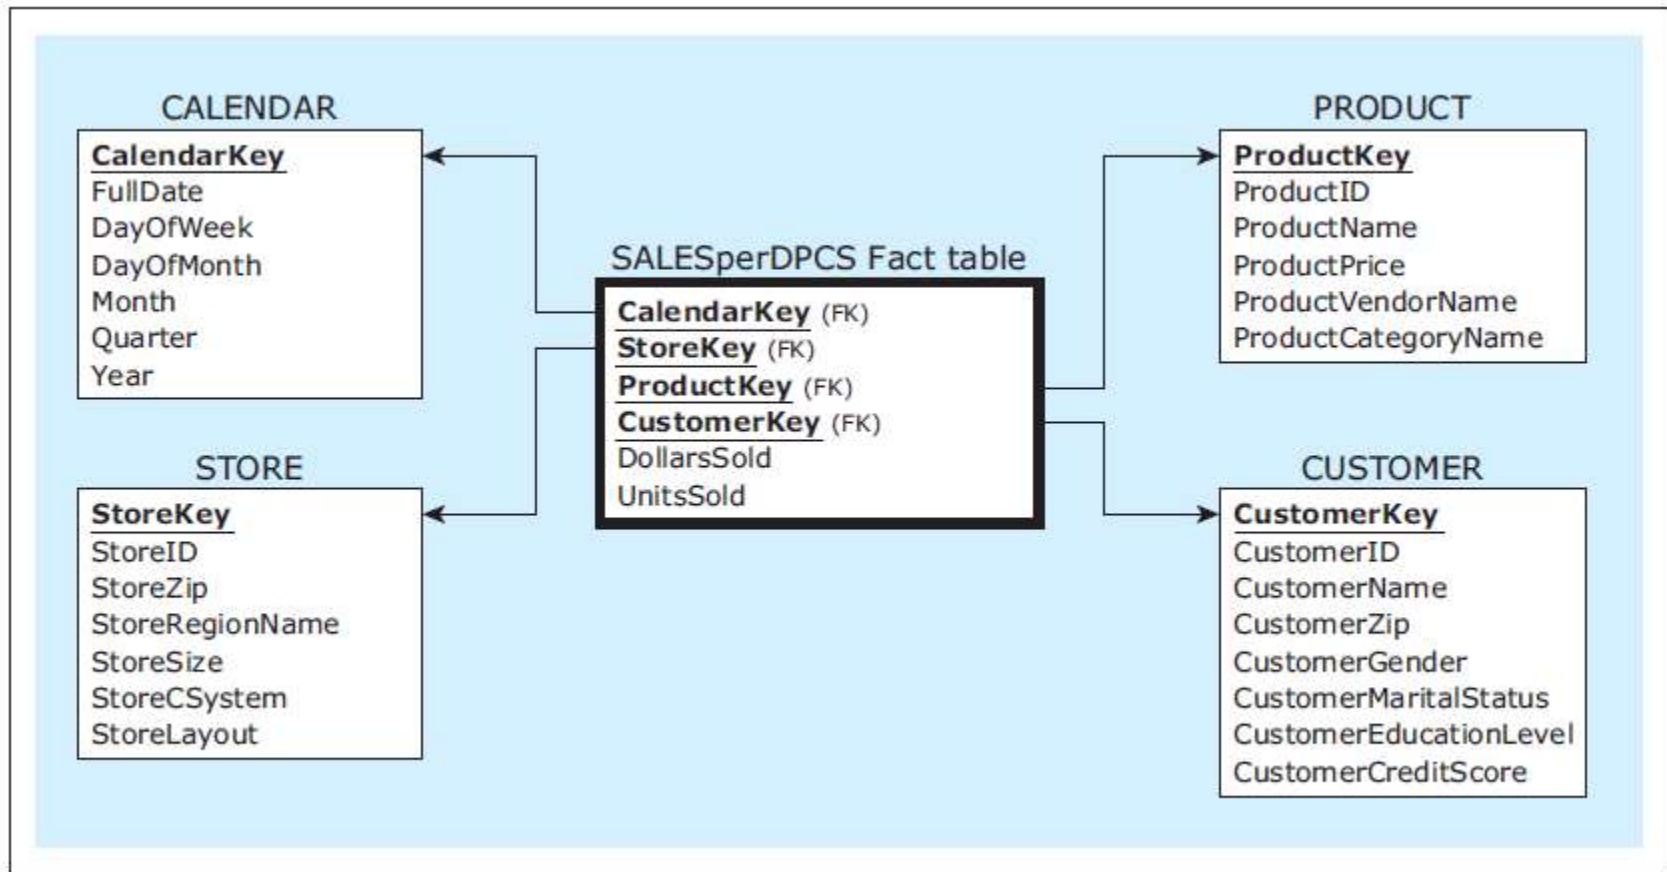 CALENDAR
CalendarKey
FullDate
DayOfWeek
DayOfMonth
Month
Quarter
Year
STORE
StoreKey
StoreID
StoreZip
StoreRegionName
StoreSize
StoreCSystem
StoreLayout
SALESperDPCS Fact table
CalendarKey (FK)
StoreKey (FK)
ProductKey (FK)
CustomerKey (FK)
DollarsSold
UnitsSold
PRODUCT
ProductKey
ProductID
ProductName
ProductPrice
ProductVendorName
ProductCategoryName
CUSTOMER
CustomerKey
CustomerID
CustomerName
CustomerZip
CustomerGender
CustomerMaritalStatus
CustomerEducationLevel
CustomerCreditScore